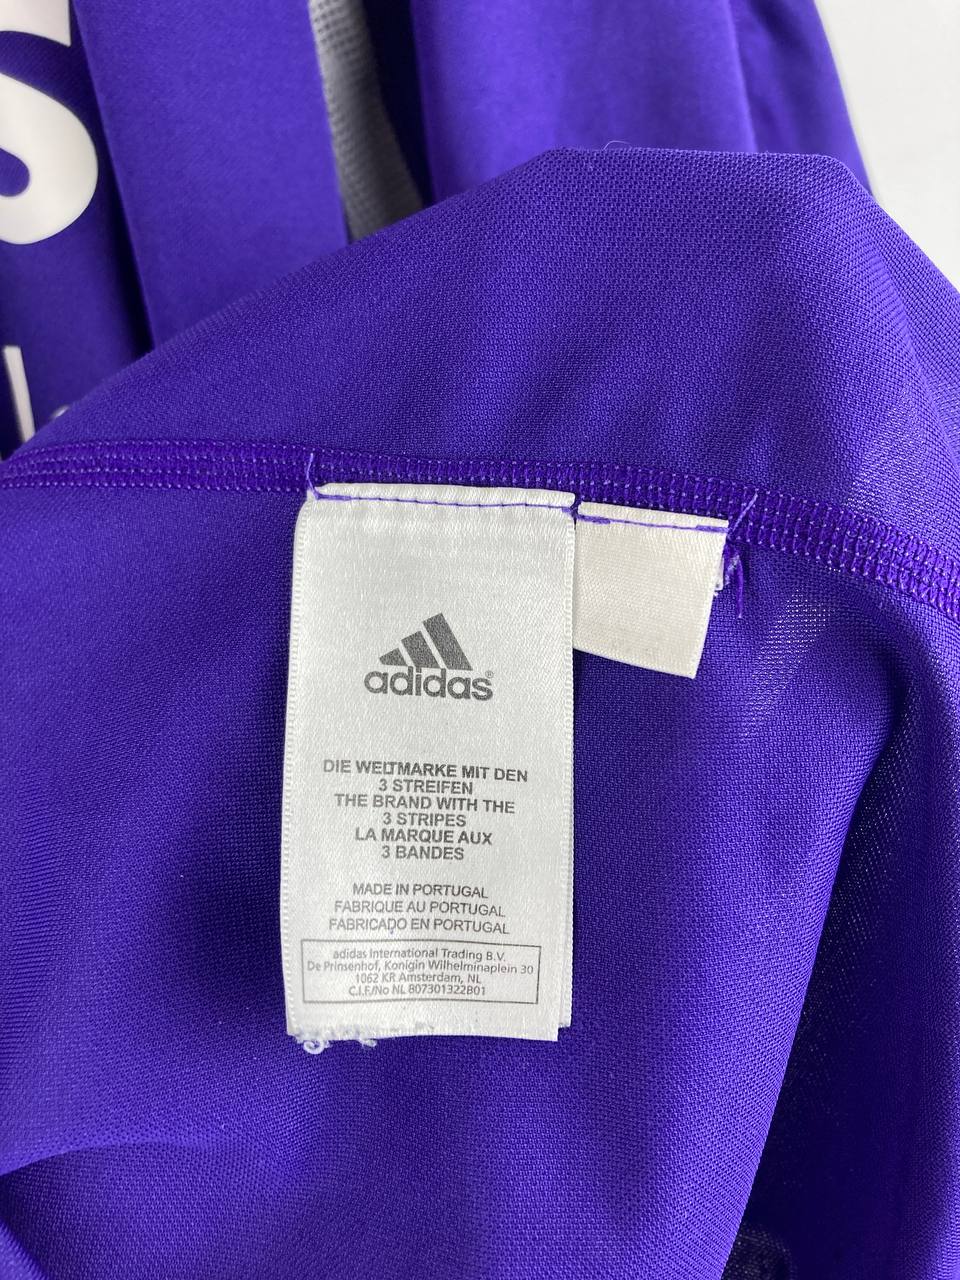 S
adidas®
DIE WELTMARKE MIT DEN
3 STREIFEN
THE BRAND WITH THE
3 STRIPES
LA MARQUE AUX
3 BANDES
MADE IN PORTUGAL
FABRIQUE AU PORTUGAL
FABRICADO EN PORTUGAL
adidas International Trading B.V.
De Prinsenhof, Konigin Wilhelminaplein 30
1062 KR Amsterdam, NL
C.I.F./No NL 807301322B01